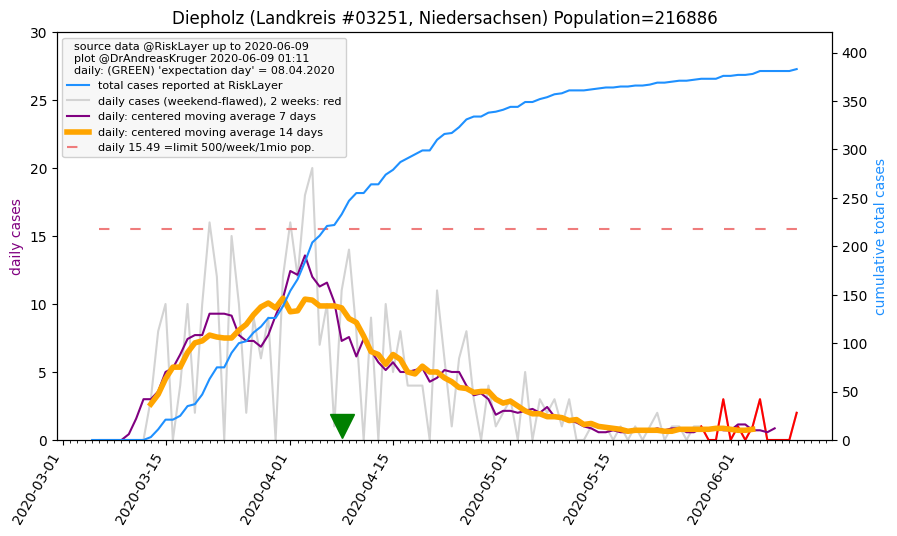 Diepholz (Landkreis #03251, Niedersachsen) Population=216886
source data @RiskLayer up to 2020-06-09
plot @DrAndreasKruger 2020-06-09 01:11
daily: (GREEN) 'expectation day' = 08.04.2020
total cases reported at RiskLayer
daily cases (weekend-flawed), 2 weeks: red
daily: centered moving average 7 days
daily: centered moving average 14 days
daily 15.49 =limit 500/week/1mio pop.
daily cases
30
25
20
15
10
5
0
cumulative total cases
400
350
300
250
200
150
100
50
0
2020-03-01
2020-03-15
2020-04-01
2020-04-15
2020-05-01
2020-05-15
2020-06-01